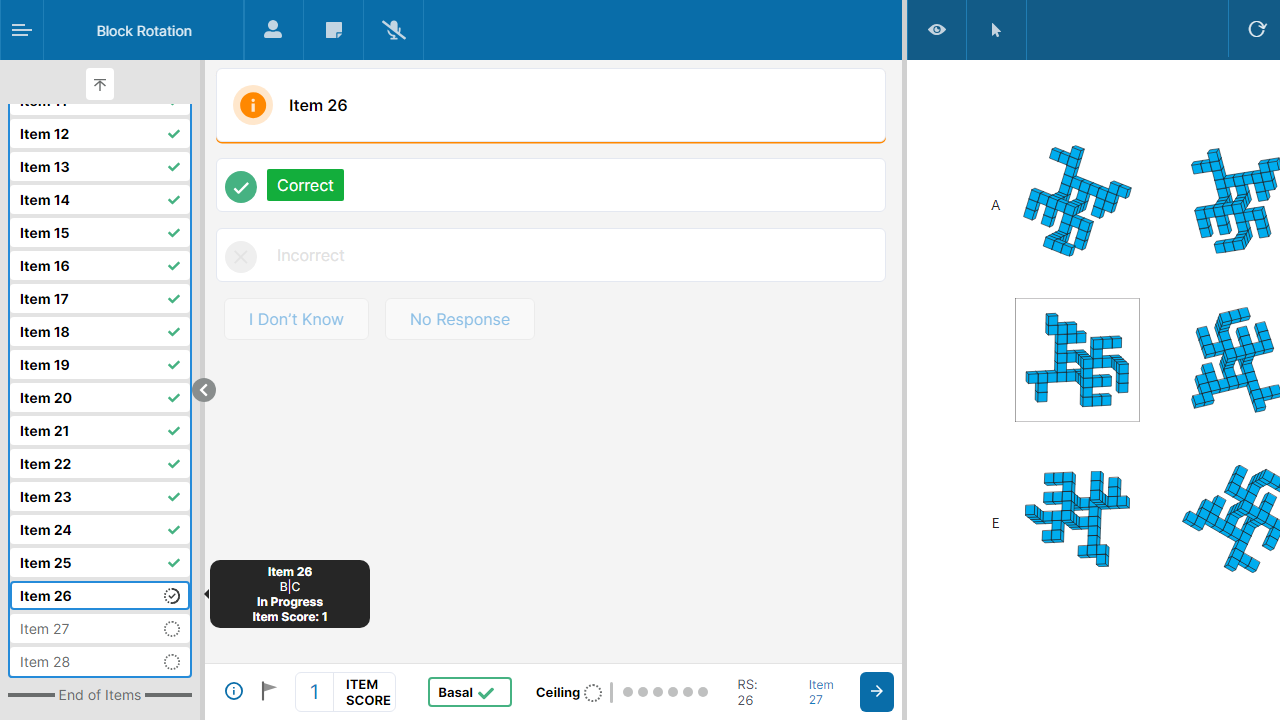 Block Rotation
Item 12
Item 13
Item 14
Item 15
Item 16
Item 17
Item 18
Item 19
Item 20
Item 21
Item 22
Item 23
Item 24
Item 25
Item 26
Item 27
Item 28
End of Items
Item 26
Correct
Incorrect
I Don't Know
No Response
Item 26
B|C
In Progress
Item Score: 1
1
ITEM
SCORE
Basal
Ceiling
RS:
26
Item
27
A
E